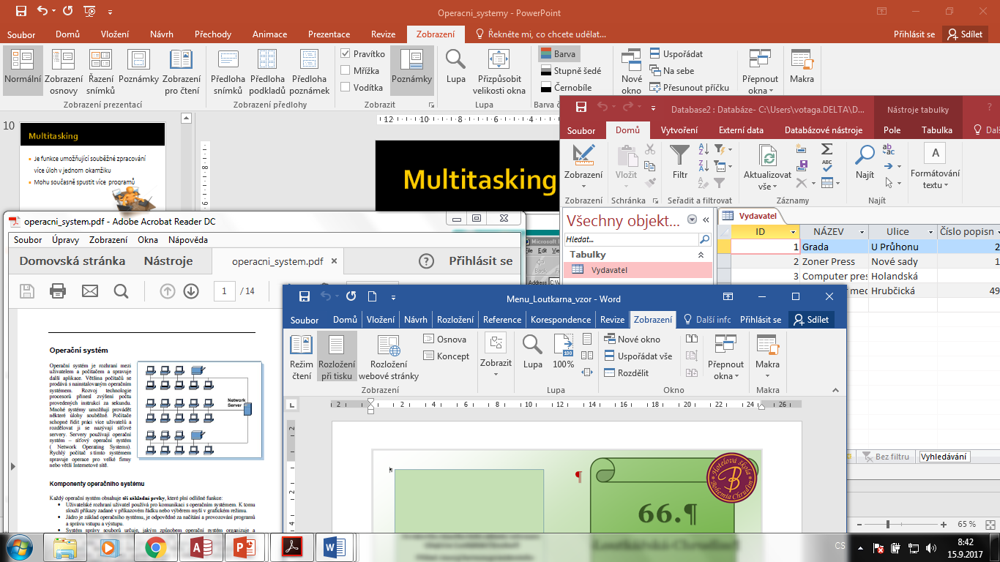 Operacni_systemy - PowerPoint
Soubor Domů Vložení Návrh Přechody Animace Prezentace Revize Zobrazení Řekněte mi, co chcete udělat... Přihlásit se Sdílet
Normální Zobrazení osnovy Řazení snímků Poznámky Zobrazení pro čtení
Zobrazení prezentací
Předloha snímků Předloha podkladů Předloha poznámek
Zobrazení předlohy
Pravítko
Mřížka
Vodítka
Poznámky
Zobrazit
Lupa Přizpůsobit velikosti okna
Lupa
Barva
Stupně šedé
Černobíle
Barva
Nové okno
Uspořádat
Na sebe
Přesunout příčku
Přepnout okna
Makra
10
Multitasking
Je funkce umožňující souběžné zpracování
více úloh v jednom okamžiku
Mohu současně spustit více programů
12 10 8 6 4
8 6
Multitasking
Database2 : Databáze- C:\Users\votaga.DELTA\D... Nástroje tabulky ?
Soubor Domů Vytvoření Externí data Databázové nástroje Pole Tabulka
Zobrazení
Zobrazení
Vložit
Schránka
Filtr
Seřadit a filtrovat
Aktualizovat vše
Záznamy
Najít
Najít
Formátování textu
Všechny objekt...
Hledat...
Tabulky
Vydavatel
Vydavatel
ID NÁZEV Ulice Číslo popisn
1 Grada U Průhonu 2
2 Zoner Press Nové sady 1
3 Computer pres Holandská
Hrubčická 49
Bez filtru Vyhledávání
65 %
File Edit View
Back
Address
operacni_system.pdf - Adobe Acrobat Reader DC
Soubor Úpravy Zobrazení Okna Nápověda
Domovská stránka Nástroje operacni_system.pdf × ? Přihlásit se
1 / 14
Operační systém
Operační systém je rozhraní mezi
uživatelem a počítačem a spravuje
další aplikace. Většina počítačů se
prodává s nainstalovaným operačním
systémem. Rozvoj technologie
procesorů přinesl zvýšení počtu
provedených instrukcí za sekundu.
Mnohé systémy umožňují provádět
některé úlohy souběžně. Počítače
schopné řídit práci více uživatelů a
rozdělovat ji se nazývají síťové
servery. Servery používají operační
systém – síťový operační systém
( Network Operating Systems).
Rychlý počítač s tímto systémem
spravuje operace pro velké firmy
nebo větší Internetové sítě.
Network
Server
Komponenty operačního systému
Každý operační systém obsahuje tři základní prvky, které plní odlišné funkce:
Uživatelské rozhraní uživatel používá pro komunikaci s operačním systémem. K tomu
slouží příkazy zadané v příkazovém řádku nebo výběrem myší v grafickém režimu.
Jádro je základ operačního systému, je odpovědné za načítání a provozování programů
a správu vstupu a výstupu.
Systém správy souborů určuje, jakým způsobem operační systém organizuje a
Menu_Loutkarna_vzor - Word
Soubor Domů Vložení Návrh Rozložení Reference Korespondence Revize Zobrazení Další infc Přihlásit se Sdílet
Režim čtení Rozložení při tisku Rozložení webové stránky
Osnova
Koncept
Zobrazení
Zobrazit
Lupa 100%
Lupa
Nové okno
Uspořádat vše
Rozdělit
Přepnout okna
Okno
Makra
Makra
2 2 4 6 8 10 12 14 16 18 20 22 24 26
2 2 4
¶
66.¶
Hotelová škola
Bohemia Chrudim
B
CS
8:42
15.9.2017